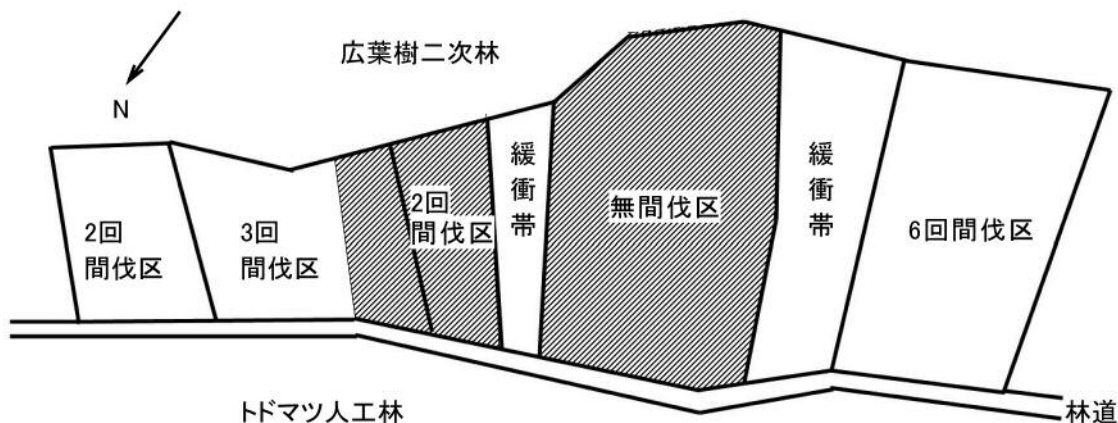 広葉樹二次林
N
2回
間伐区
3回
間伐区
2回
間伐区
緩衝帯
無間伐区
緩衝帯
6回間伐区
トドマツ人工林
林道